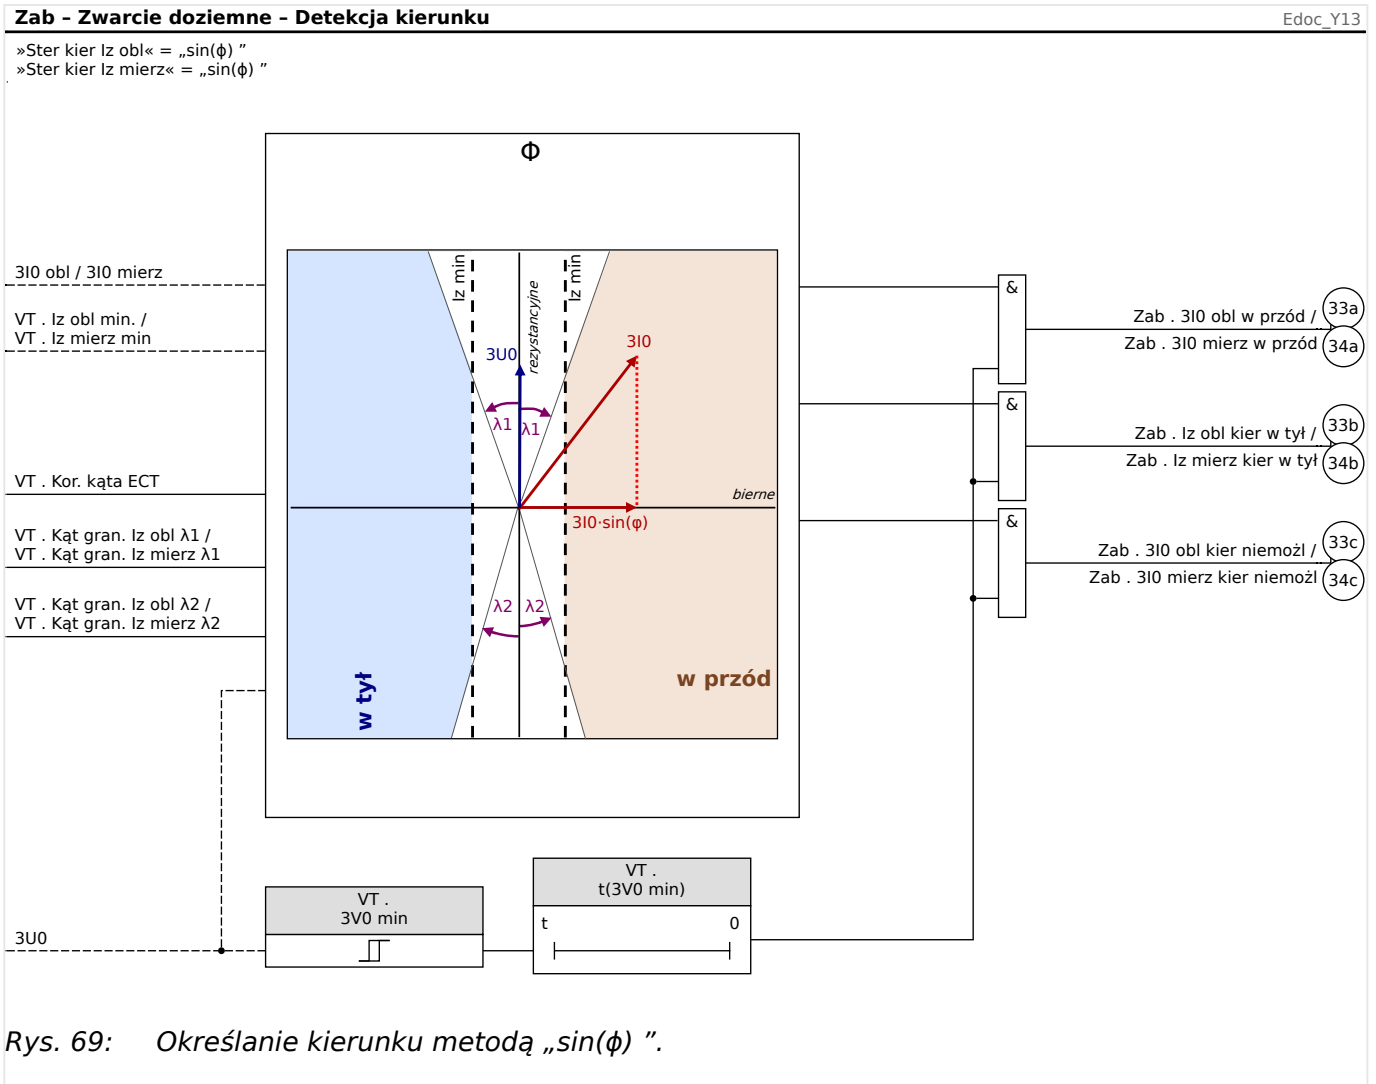 Zab – Zwarcie doziemne – Detekcja kierunku
Edoc_Y13
»Ster kier Iz obl« = „sin(ϕ) ”
»Ster kier Iz mierz« = „sin(ϕ) ”
Φ
3I0 obl / 3I0 mierz
VT . Iz obl min. /
VT . Iz mierz min
VT . Kor. kąta ECT
VT . Kąt gran. Iz obl λ1 /
VT . Kąt gran. Iz mierz λ1
VT . Kąt gran. Iz obl λ2 /
VT . Kąt gran. Iz mierz λ2
3U0
Iz min
rezystancyjne
Iz min
3U0
3I0
λ1
λ1
bierne
3I0·sin(φ)
λ2
λ2
w tył
w przód
&
Zab . 3I0 obl w przód /
33a
Zab . 3I0 mierz w przód
34a
&
Zab . Iz obl kier w tył /
33b
Zab . Iz mierz kier w tył
34b
&
Zab . 3I0 obl kier niemożl /
33c
Zab . 3I0 mierz kier niemożl
34c
VT .
3V0 min
VT .
t(3V0 min)
t
0
Rys. 69: Określanie kierunku metodą „sin(ϕ) ”.